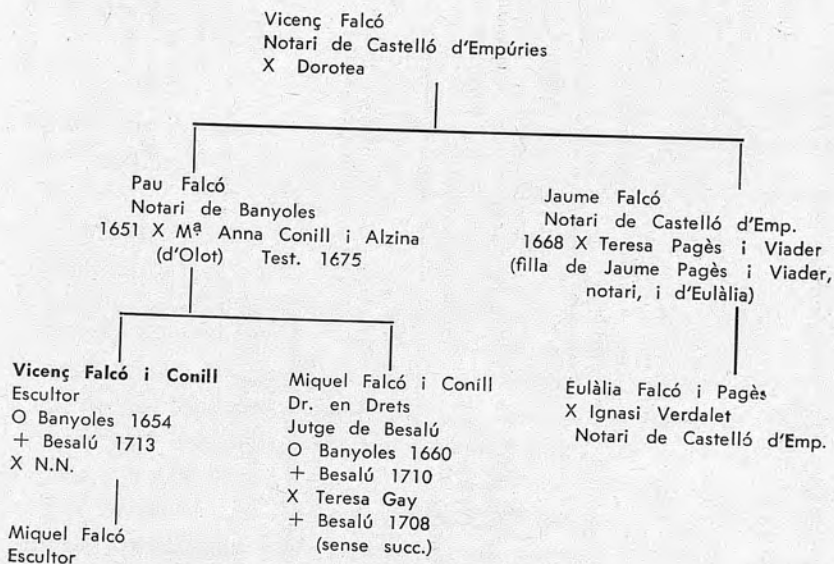 Vicenç Falcó
Notari de Castelló d'Empúries
X Dorotea
Pau Falcó
Notari de Banyoles
1651 X Mª Anna Conill i Alzina
(d'Olot) Test. 1675
Jaume Falcó
Notari de Castelló d'Emp.
1668 X Teresa Pagès i Viader
(filla de Jaume Pagès i Viader,
notari, i d'Eulàlia)
Vicenç Falcó i Conill
Escultor
O Banyoles 1654
+ Besalú 1713
X N.N.
Miquel Falcó i Conill
Dr. en Drets
Jutge de Besalú
O Banyoles 1660
+ Besalú 1710
X Teresa Gay
+ Besalú 1708
(sense succ.)
Eulàlia Falcó i Pagès
X Ignasi Verdalet
Notari de Castelló d'Emp.
Miquel Falcó
Escultor